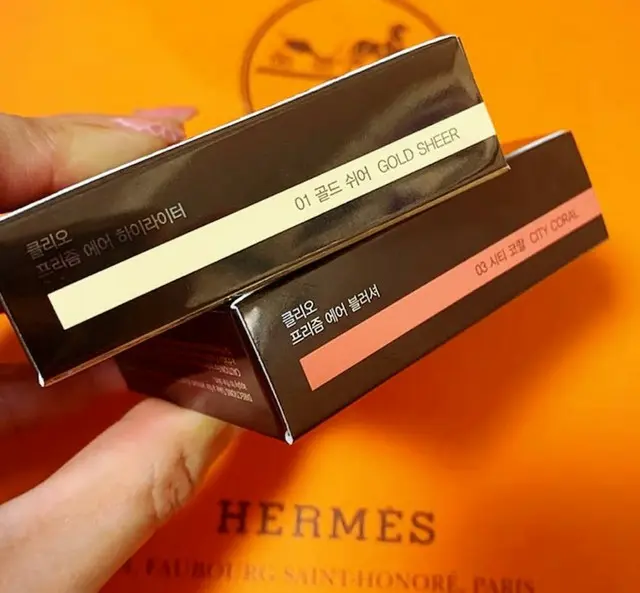 01 골드 쉬어 GOLD SHEER
클리오
프리즘 에어 하이라이터
03 시티 코랄 CITY CORAL
클리오
프리즘 에어 블러셔
HERMÈS
FAUBOURG SAINT-HONORÉ, PARIS